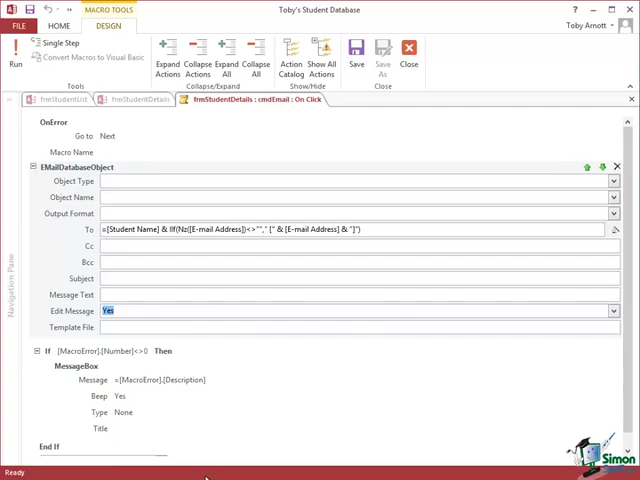 Toby's Student Database
MACRO TOOLS
FILE HOME DESIGN
Toby Arnott
Run
Single Step
Convert Macros to Visual Basic
Expand Actions
Collapse Actions
Expand All
Collapse All
Action Catalog
Show All Actions
Save
Save As
Close
Tools
Collapse/Expand
Show/Hide
Close
frmStudentList
frmStudentDetails
frmStudentDetails : cmdEmail : On Click
Navigation Pane
OnError
Go to Next
Macro Name
EMailDatabaseObject
Object Type
Object Name
Output Format
To =[Student Name] & IIf(Nz([E-mail Address])<>""," [" & [E-mail Address] & "]")
Cc
Bcc
Subject
Message Text
Edit Message Yes
Template File
If [MacroError].[Number]<>0 Then
MessageBox
Message =[MacroError].[Description]
Beep Yes
Type None
Title
End If
Ready
Simon